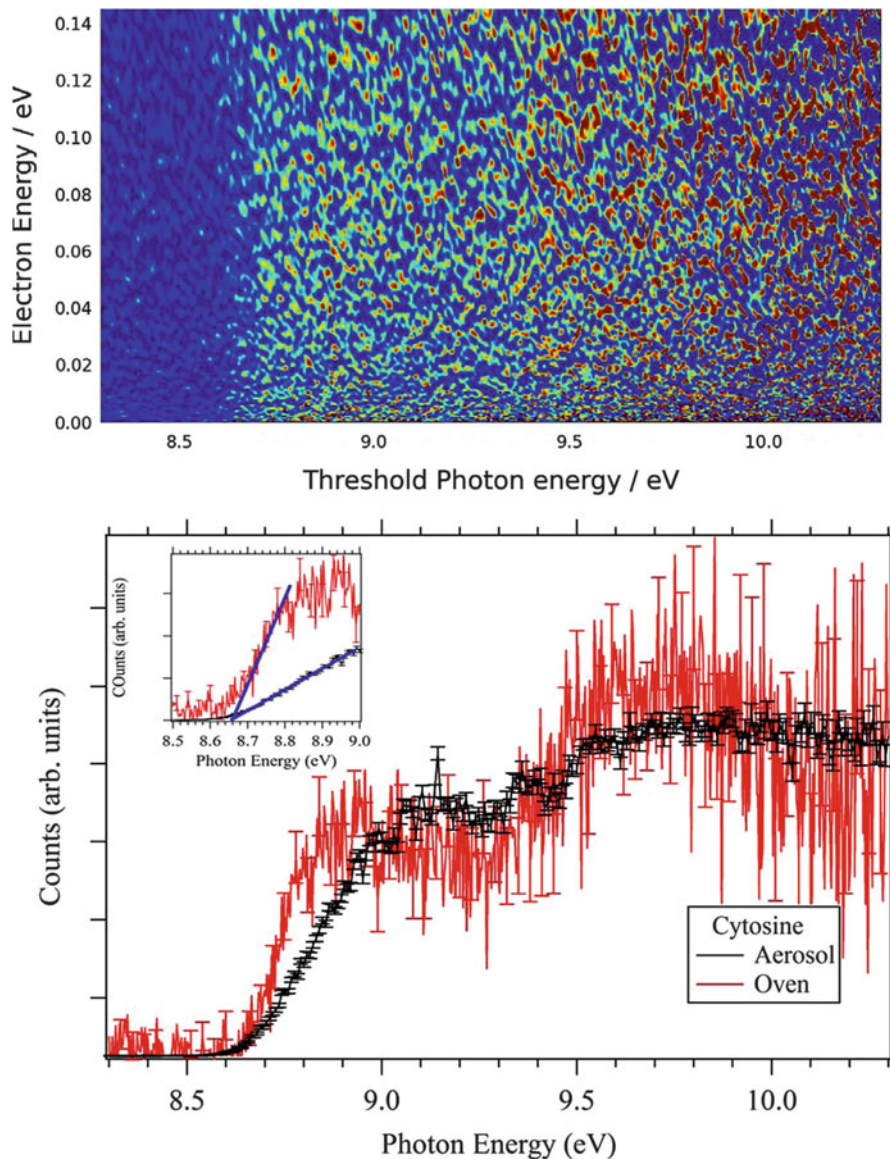 0.14
0.12
0.10
0.08
0.06
0.04
0.02
0.00
Electron Energy / eV
8.5 9.0 9.5 10.0
Threshold Photon energy / eV
COunts (arb. units)
8.5 8.6 8.7 8.8 8.9 9.0
Photon Energy (eV)
Counts (arb. units)
Cytosine
Aerosol
Oven
8.5 9.0 9.5 10.0
Photon Energy (eV)